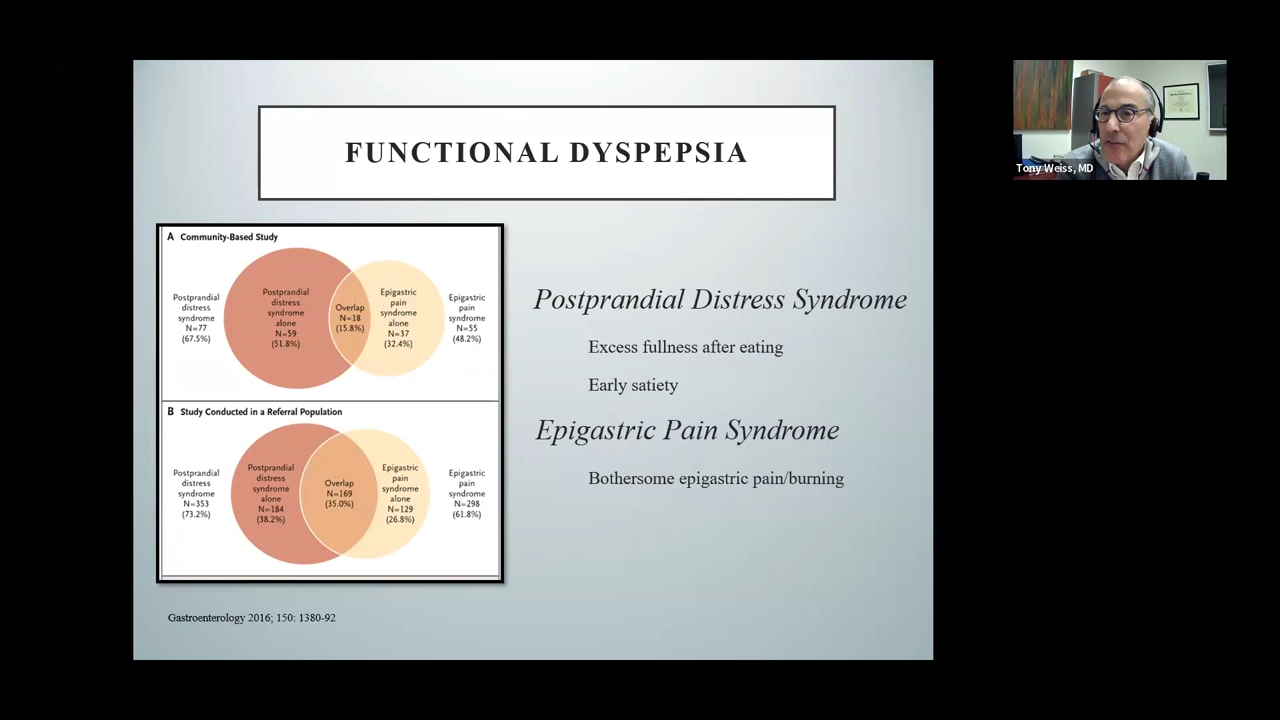 FUNCTIONAL DYSPEPSIA
A Community-Based Study
Postprandial
distress
syndrome
N=77
(67.5%)
Postprandial
distress
syndrome
alone
N=59
(51.8%)
Overlap
N=18
(15.8%)
Epigastric
pain
syndrome
alone
N=37
(32.4%)
Epigastric
pain
syndrome
N=55
(48.2%)
B Study Conducted in a Referral Population
Postprandial
distress
syndrome
N=353
(73.2%)
Postprandial
distress
syndrome
alone
N=184
(38.2%)
Overlap
N=169
(35.0%)
Epigastric
pain
syndrome
alone
N=129
(26.8%)
Epigastric
pain
syndrome
N=298
(61.8%)
Gastroenterology 2016; 150: 1380-92
Postprandial Distress Syndrome
Excess fullness after eating
Early satiety
Epigastric Pain Syndrome
Bothersome epigastric pain/burning
Tony Weiss, MD